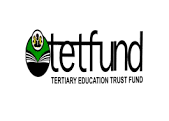 tetfund
TERTIARY EDUCATION TRUST FUND